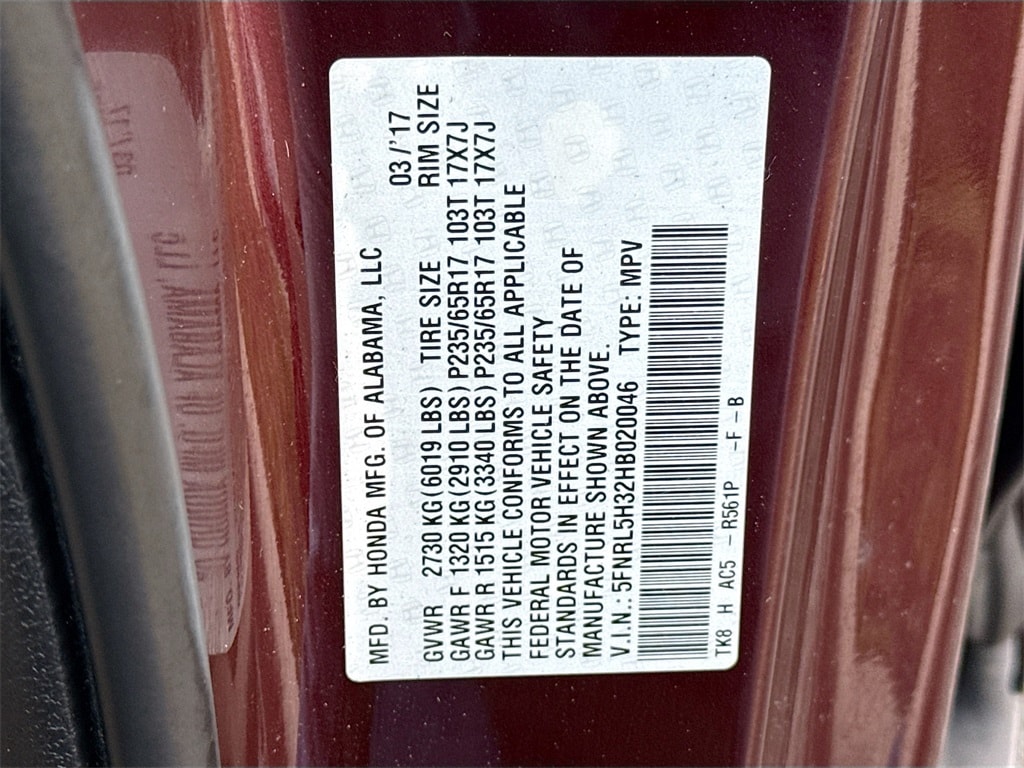 MFD. BY HONDA MFG. OF ALABAMA, LLC
03/'17
GVWR 2730 KG(6019 LBS) TIRE SIZE RIM SIZE
GAWR F 1320 KG(2910 LBS) P235/65R17 103T 17X7J
GAWR R 1515 KG(3340 LBS) P235/65R17 103T 17X7J
THIS VEHICLE CONFORMS TO ALL APPLICABLE
FEDERAL MOTOR VEHICLE SAFETY
STANDARDS IN EFFECT ON THE DATE OF
MANUFACTURE SHOWN ABOVE.
V.I.N.: 5FNRL5H32HB020046 TYPE: MPV
TK8 H AC5 -R561P -F-B